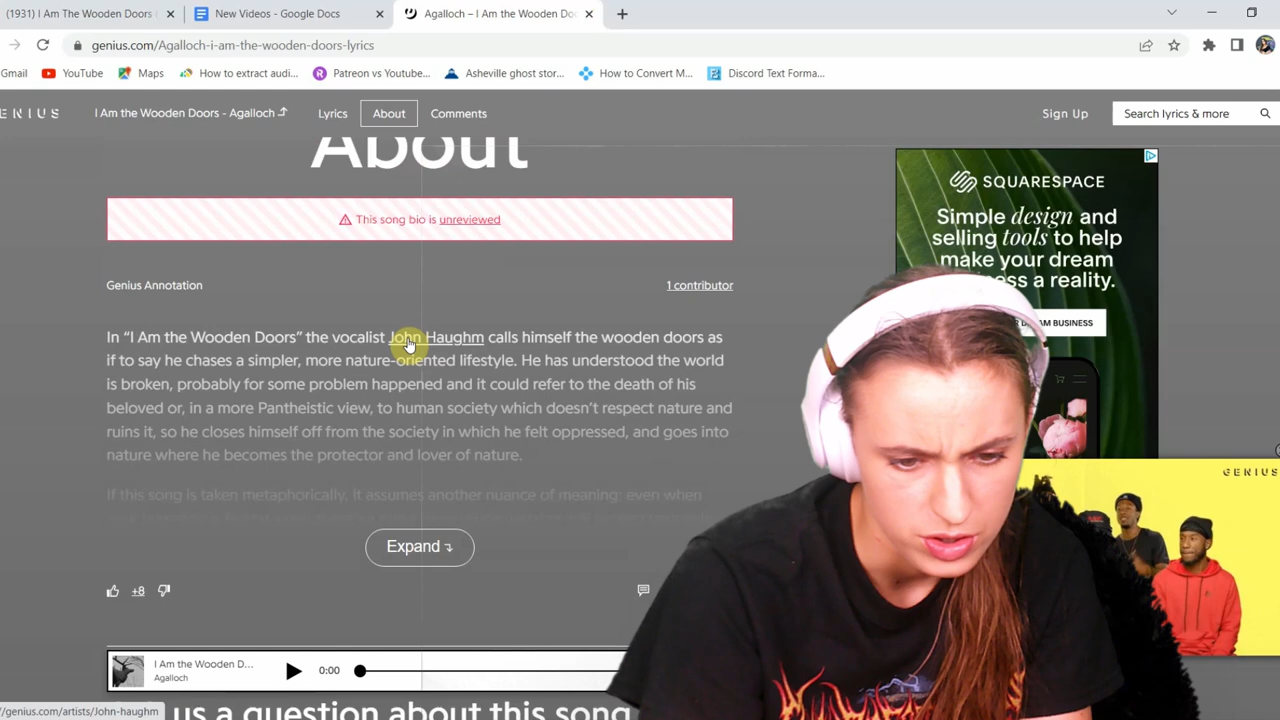 (1931) I Am The Wooden Doors
New Videos - Google Docs
Agalloch – I Am the Wooden Do
genius.com/Agalloch-i-am-the-wooden-doors-lyrics
Gmail
YouTube
Maps
How to extract audi...
Patreon vs Youtube...
Asheville ghost stor...
How to Convert M...
Discord Text Forma...
ENIUS
I Am the Wooden Doors - Agalloch
Lyrics
About
Comments
Sign Up
Search lyrics & more
About
This song bio is unreviewed
Genius Annotation
1 contributor
In “I Am the Wooden Doors” the vocalist John Haughm calls himself the wooden doors as
if to say he chases a simpler, more nature-oriented lifestyle. He has understood the world
is broken, probably for some problem happened and it could refer to the death of his
beloved or, in a more Pantheistic view, to human society which doesn’t respect nature and
ruins it, so he closes himself off from the society in which he felt oppressed, and goes into
nature where he becomes the protector and lover of nature.
If this song is taken metaphorically, it assumes another nuance of meaning: even when
Expand
+8
I Am the Wooden D...
Agalloch
0:00
us a question about this song
/genius.com/artists/John-haughm
SQUARESPACE
Simple design and
selling tools to help
make your dream
ss a reality.
DREAM BUSINESS
GENIUS